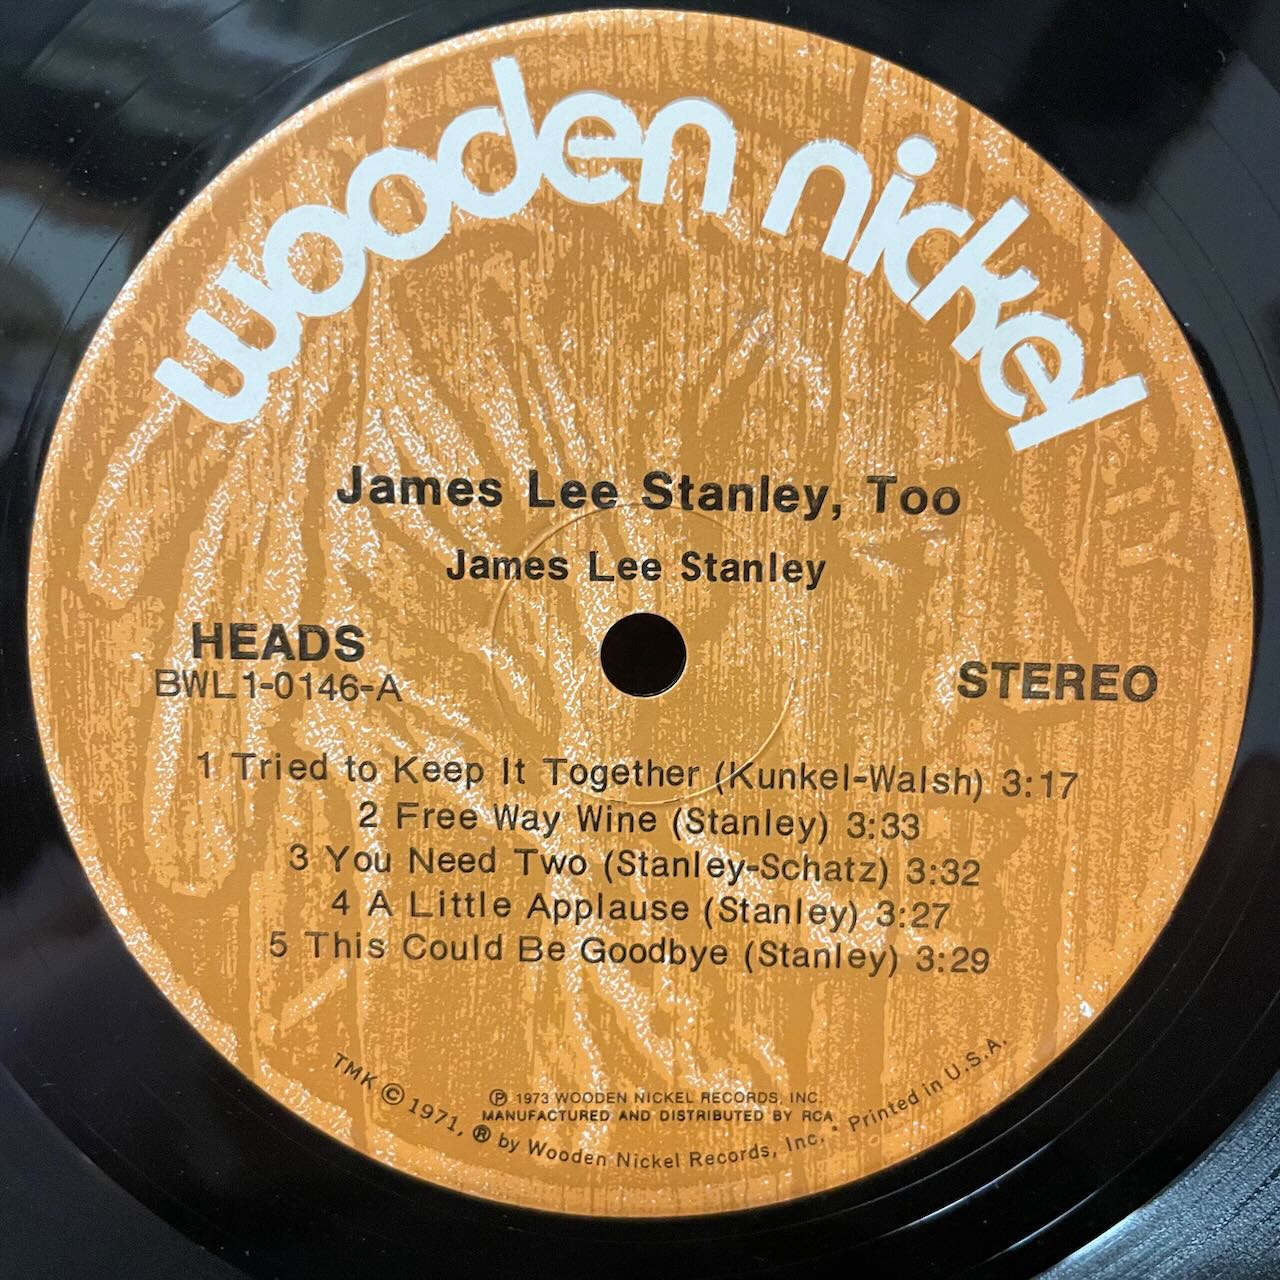 wooden nickel
James Lee Stanley, Too
James Lee Stanley
HEADS
BWL1-0146-A
STEREO
1 Tried to Keep It Together (Kunkel-Walsh) 3:17
2 Free Way Wine (Stanley) 3:33
3 You Need Two (Stanley-Schatz) 3:32
4 A Little Applause (Stanley) 3:27
5 This Could Be Goodbye (Stanley) 3:29
℗ 1973 WOODEN NICKEL RECORDS, INC.
MANUFACTURED AND DISTRIBUTED BY RCA
TMK © 1971, ® by Wooden Nickel Records, Inc. • Printed in U.S.A.